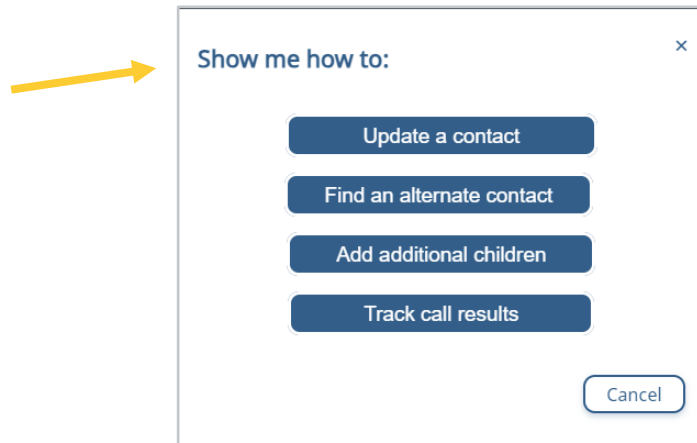 Show me how to:
×
Update a contact
Find an alternate contact
Add additional children
Track call results
Cancel